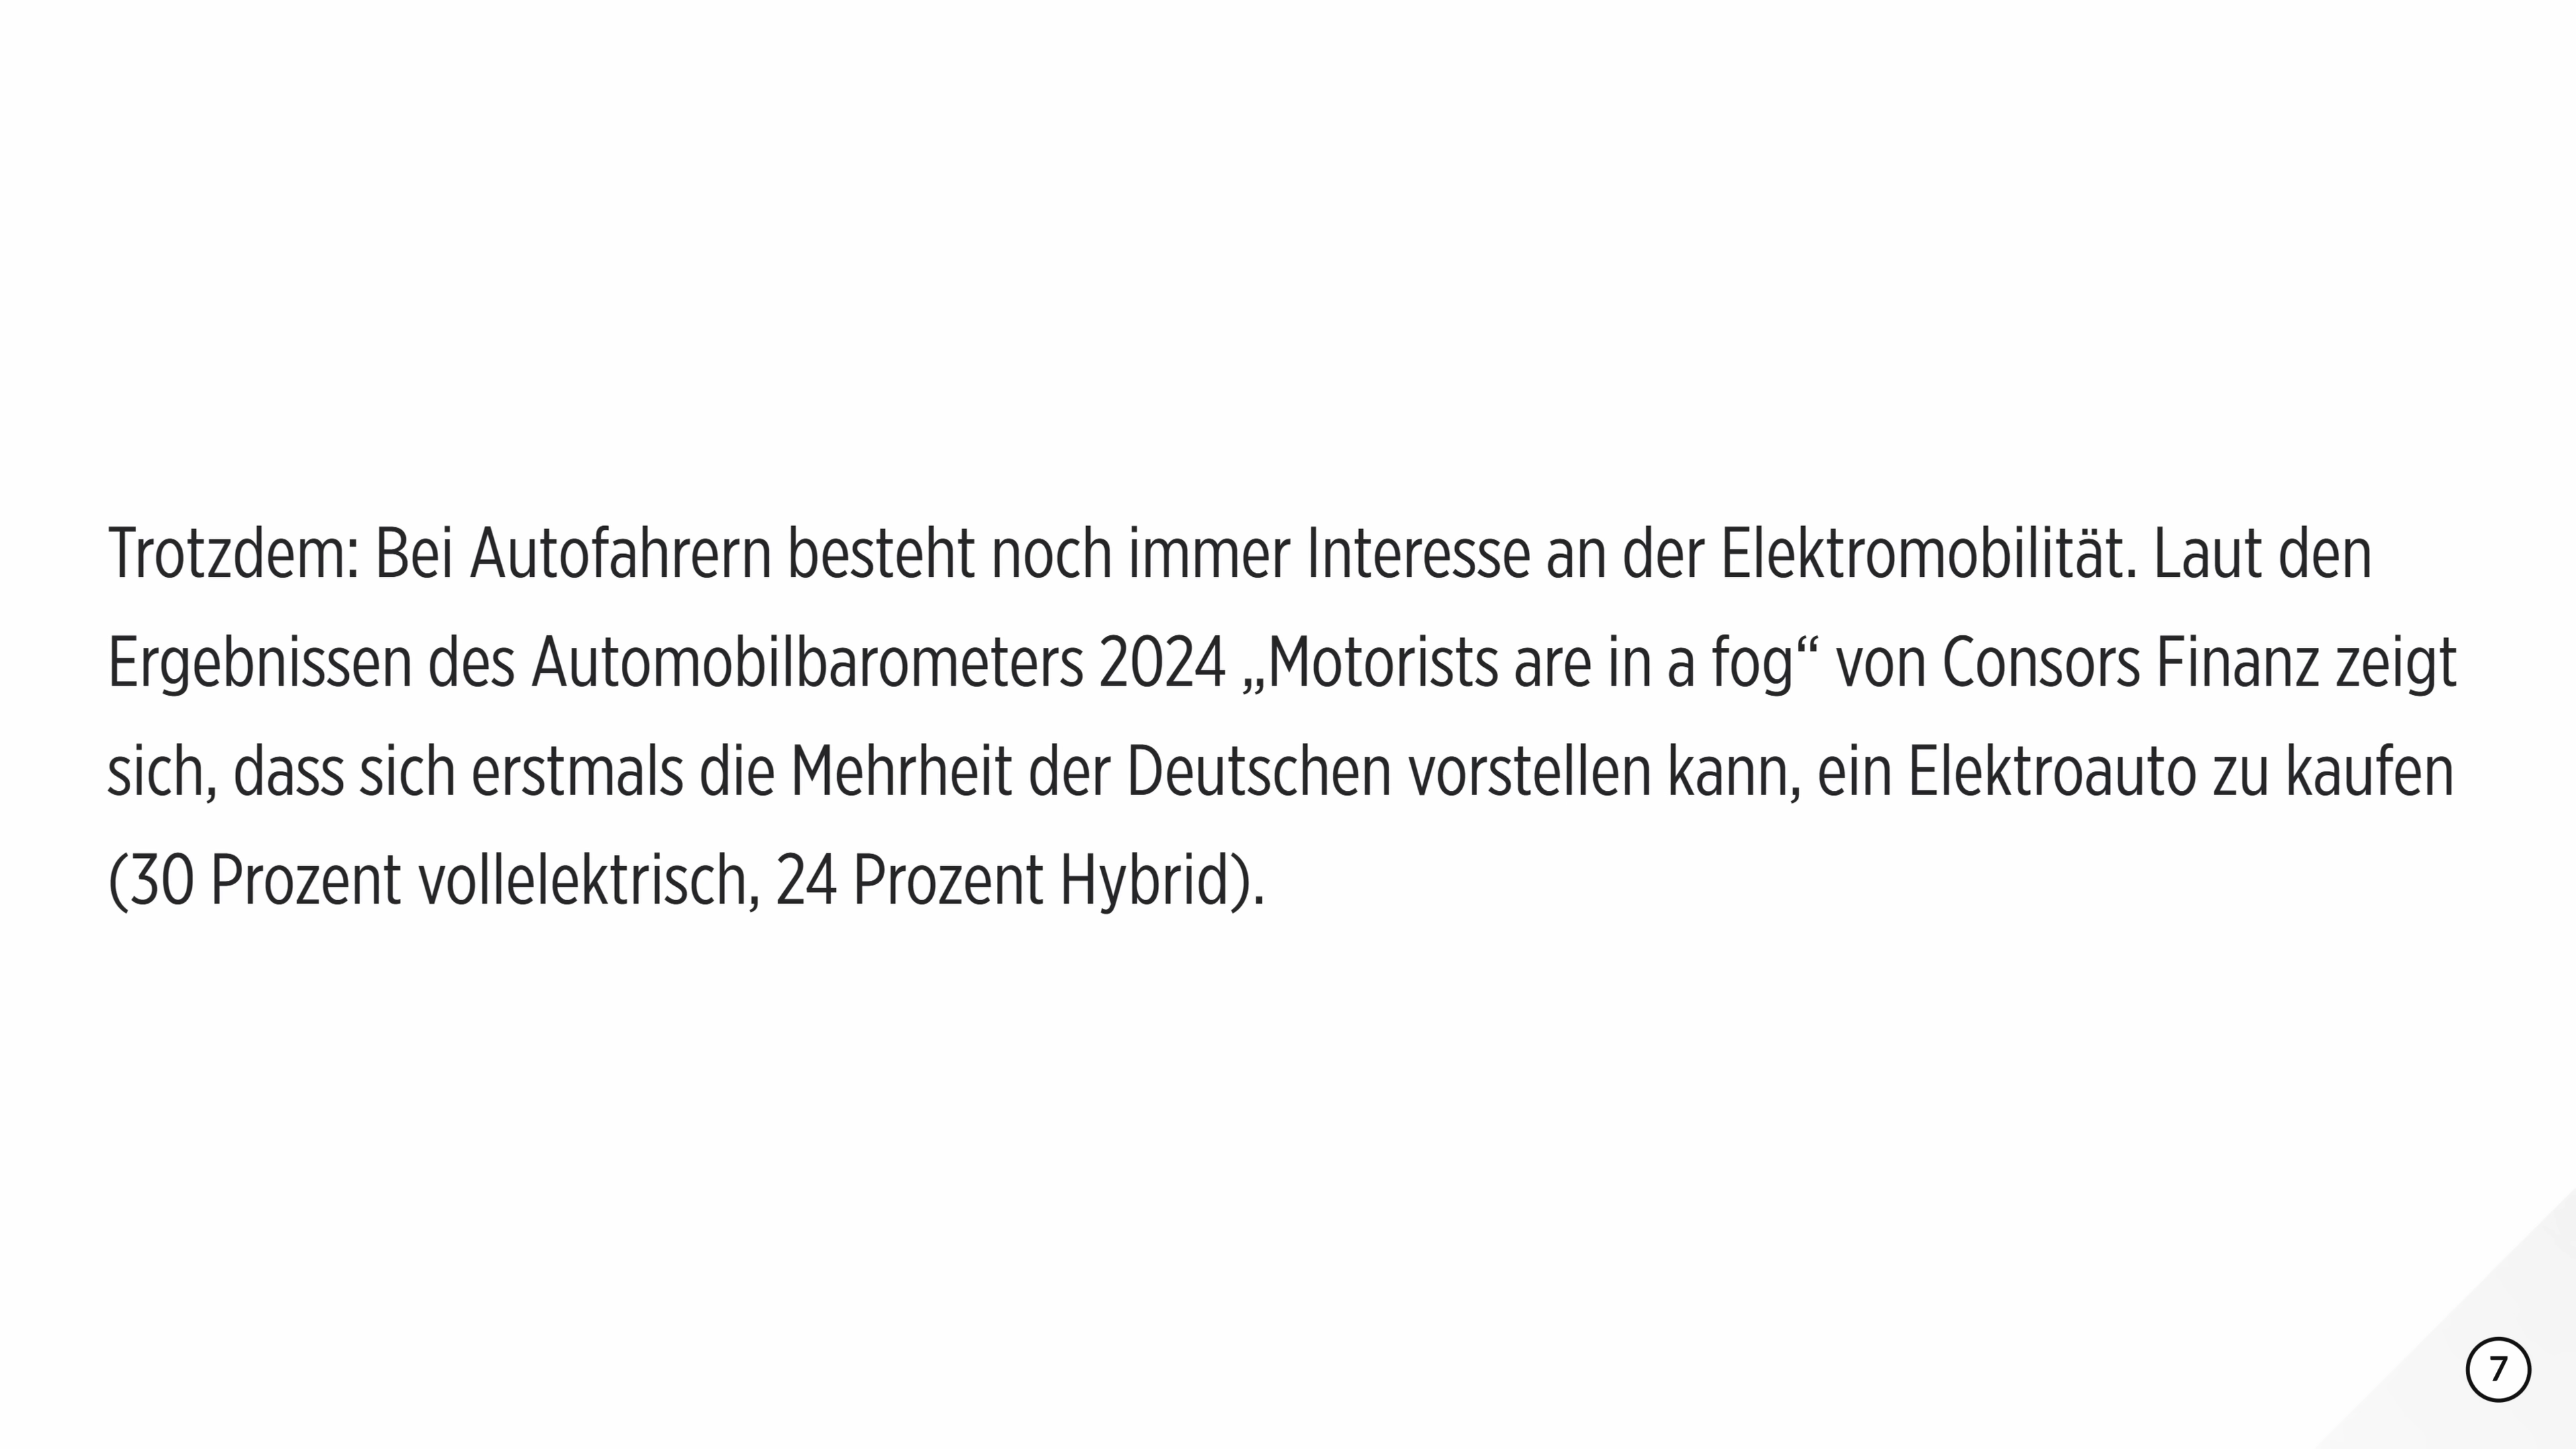 Trotzdem: Bei Autofahrern besteht noch immer Interesse an der Elektromobilität. Laut den
Ergebnissen des Automobilbarometers 2024 „Motorists are in a fog“ von Consors Finanz zeigt
sich, dass sich erstmals die Mehrheit der Deutschen vorstellen kann, ein Elektroauto zu kaufen
(30 Prozent vollelektrisch, 24 Prozent Hybrid).
7